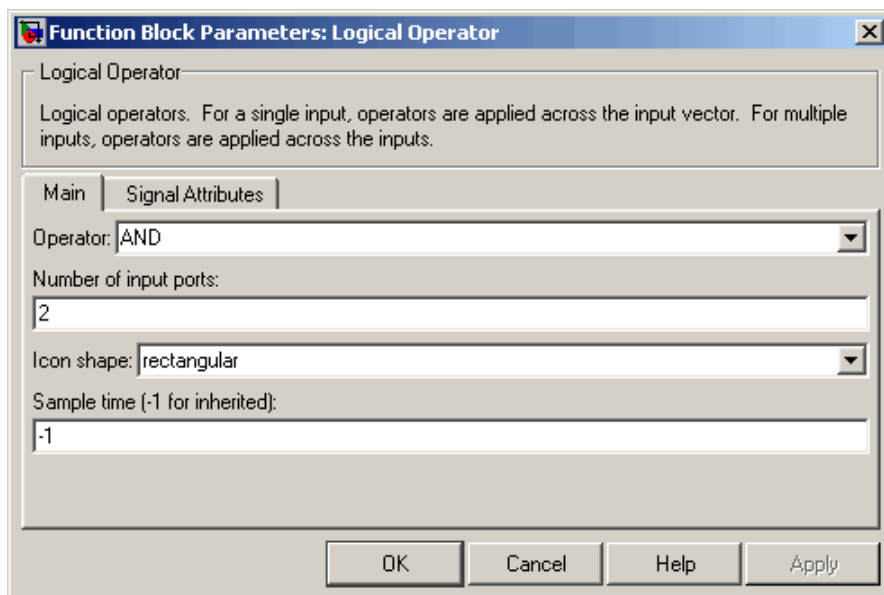 Function Block Parameters: Logical Operator
Logical Operator
Logical operators. For a single input, operators are applied across the input vector. For multiple
inputs, operators are applied across the inputs.
Main Signal Attributes
Operator: AND
Number of input ports:
2
Icon shape: rectangular
Sample time (-1 for inherited):
-1
OK Cancel Help Apply